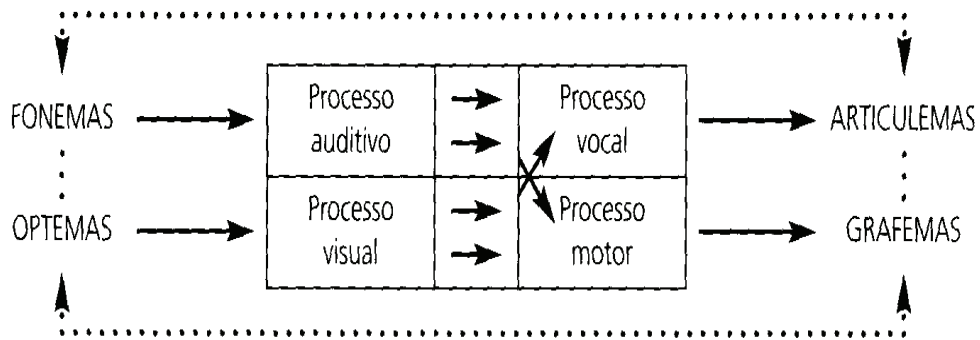 Processo Processo
FONEMAS auditivo vocal ARTICULEMAS
OPTEMAS Processo Processo GRAFEMAS
visual motor